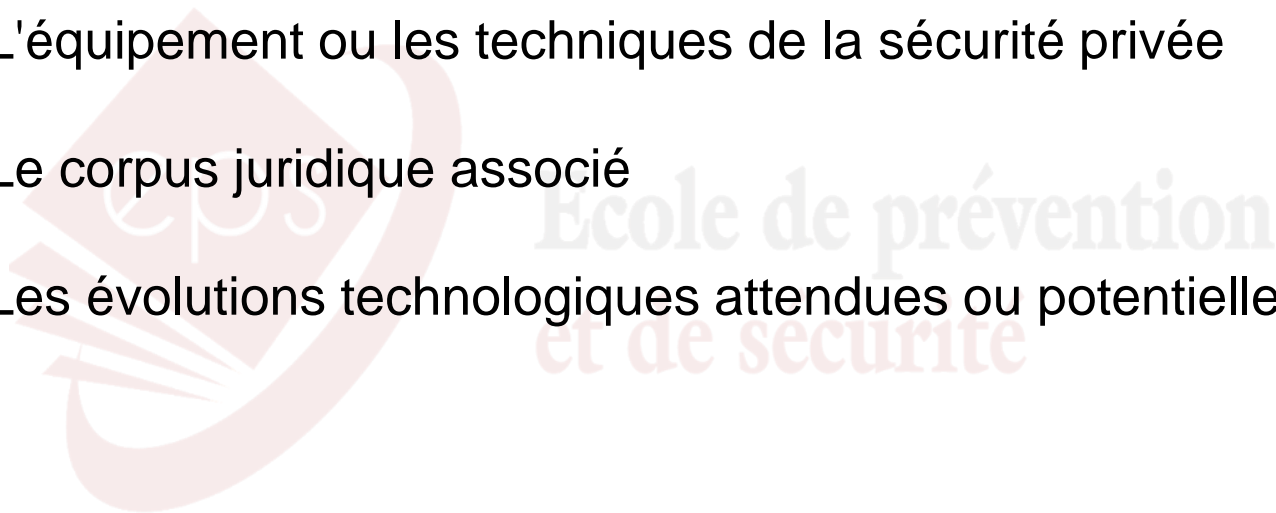 L'équipement ou les techniques de la sécurité privée
Le corpus juridique associé
eps
Ecole de prévention
Les évolutions technologiques attendues ou potentielle
et de sécurité